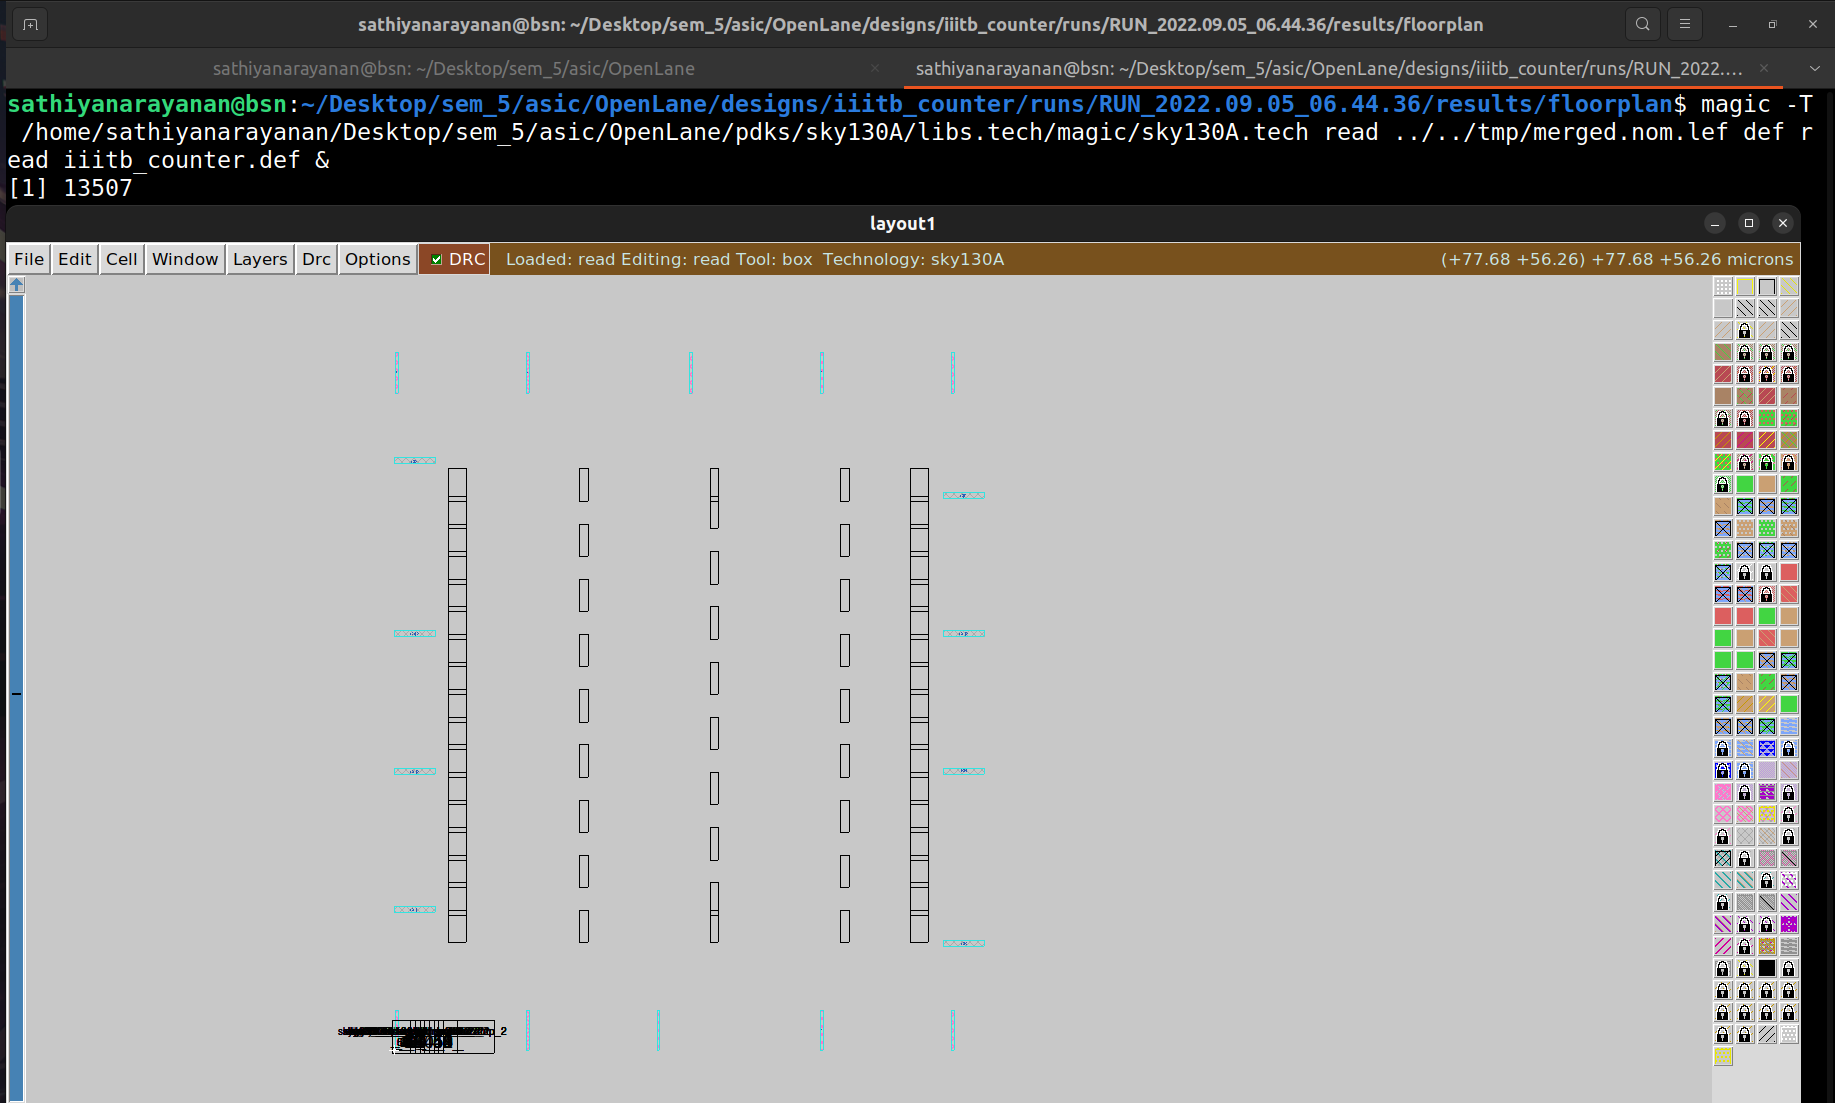 sathiyanarayanan@bsn: ~/Desktop/sem_5/asic/OpenLane/designs/iiitb_counter/runs/RUN_2022.09.05_06.44.36/results/floorplan
sathiyanarayanan@bsn: ~/Desktop/sem_5/asic/OpenLane
sathiyanarayanan@bsn: ~/Desktop/sem_5/asic/OpenLane/designs/iiitb_counter/runs/RUN_2022....
sathiyanarayanan@bsn:~/Desktop/sem_5/asic/OpenLane/designs/iiitb_counter/runs/RUN_2022.09.05_06.44.36/results/floorplan$ magic -T
/home/sathiyanarayanan/Desktop/sem_5/asic/OpenLane/pdks/sky130A/libs.tech/magic/sky130A.tech read ../../tmp/merged.nom.lef def r
ead iiitb_counter.def &
[1] 13507
layout1
File Edit Cell Window Layers Drc Options DRC Loaded: read Editing: read Tool: box Technology: sky130A (+77.68 +56.26) +77.68 +56.26 microns